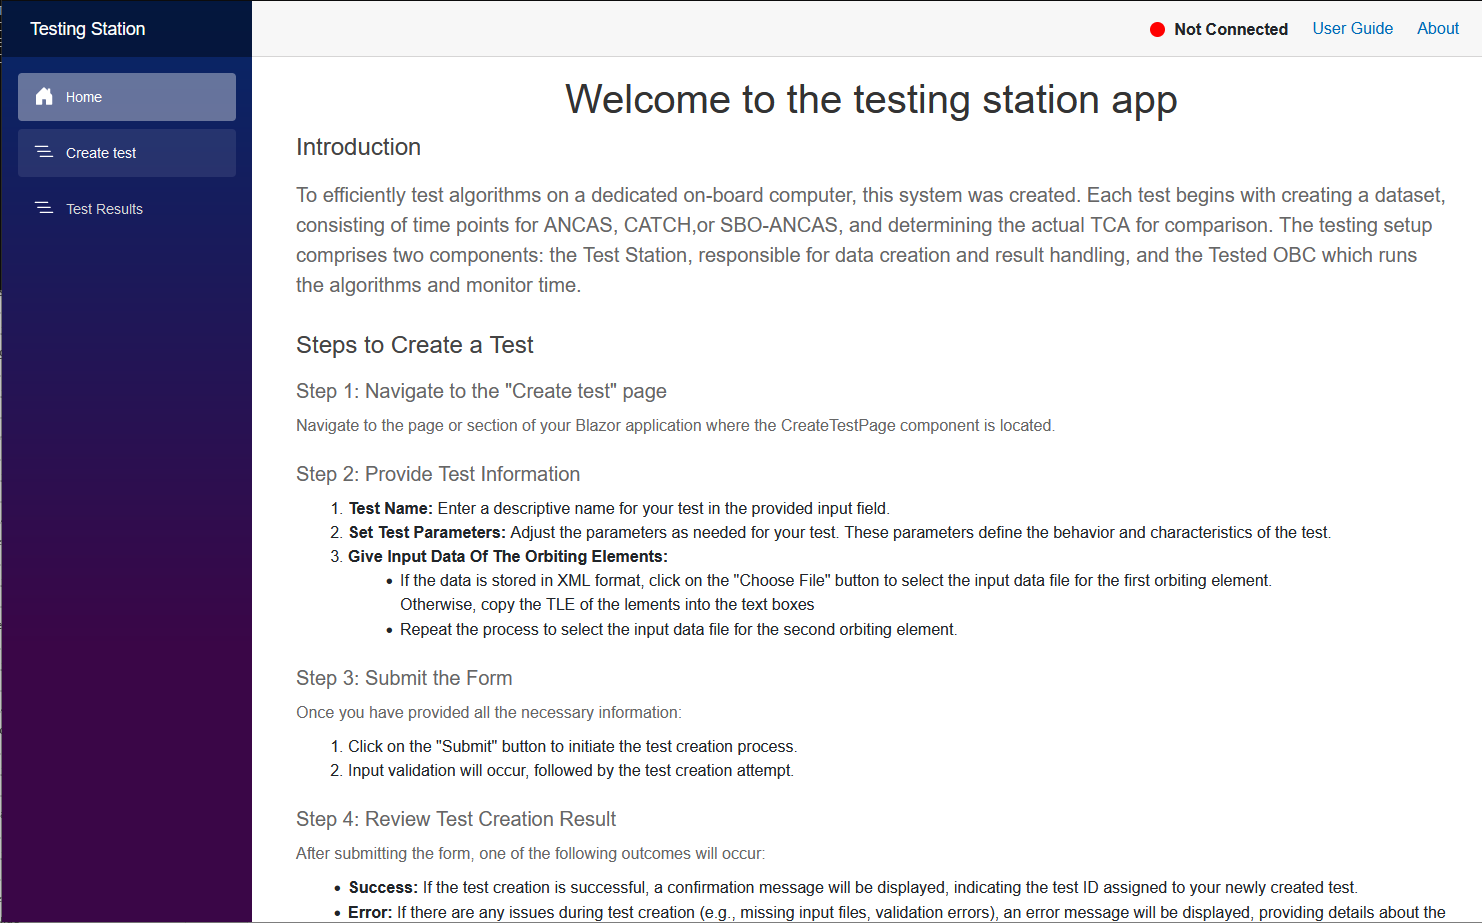 Testing Station
Not Connected
User Guide
About
Home
Create test
Test Results
Welcome to the testing station app
Introduction
To efficiently test algorithms on a dedicated on-board computer, this system was created. Each test begins with creating a dataset,
consisting of time points for ANCAS, CATCH,or SBO-ANCAS, and determining the actual TCA for comparison. The testing setup
comprises two components: the Test Station, responsible for data creation and result handling, and the Tested OBC which runs
the algorithms and monitor time.
Steps to Create a Test
Step 1: Navigate to the "Create test" page
Navigate to the page or section of your Blazor application where the CreateTestPage component is located.
Step 2: Provide Test Information
1. Test Name: Enter a descriptive name for your test in the provided input field.
2. Set Test Parameters: Adjust the parameters as needed for your test. These parameters define the behavior and characteristics of the test.
3. Give Input Data Of The Orbiting Elements:
• If the data is stored in XML format, click on the "Choose File" button to select the input data file for the first orbiting element.
Otherwise, copy the TLE of the lements into the text boxes
• Repeat the process to select the input data file for the second orbiting element.
Step 3: Submit the Form
Once you have provided all the necessary information:
1. Click on the "Submit" button to initiate the test creation process.
2. Input validation will occur, followed by the test creation attempt.
Step 4: Review Test Creation Result
After submitting the form, one of the following outcomes will occur:
• Success: If the test creation is successful, a confirmation message will be displayed, indicating the test ID assigned to your newly created test.
• Error: If there are any issues during test creation (e.g., missing input files, validation errors), an error message will be displayed, providing details about the